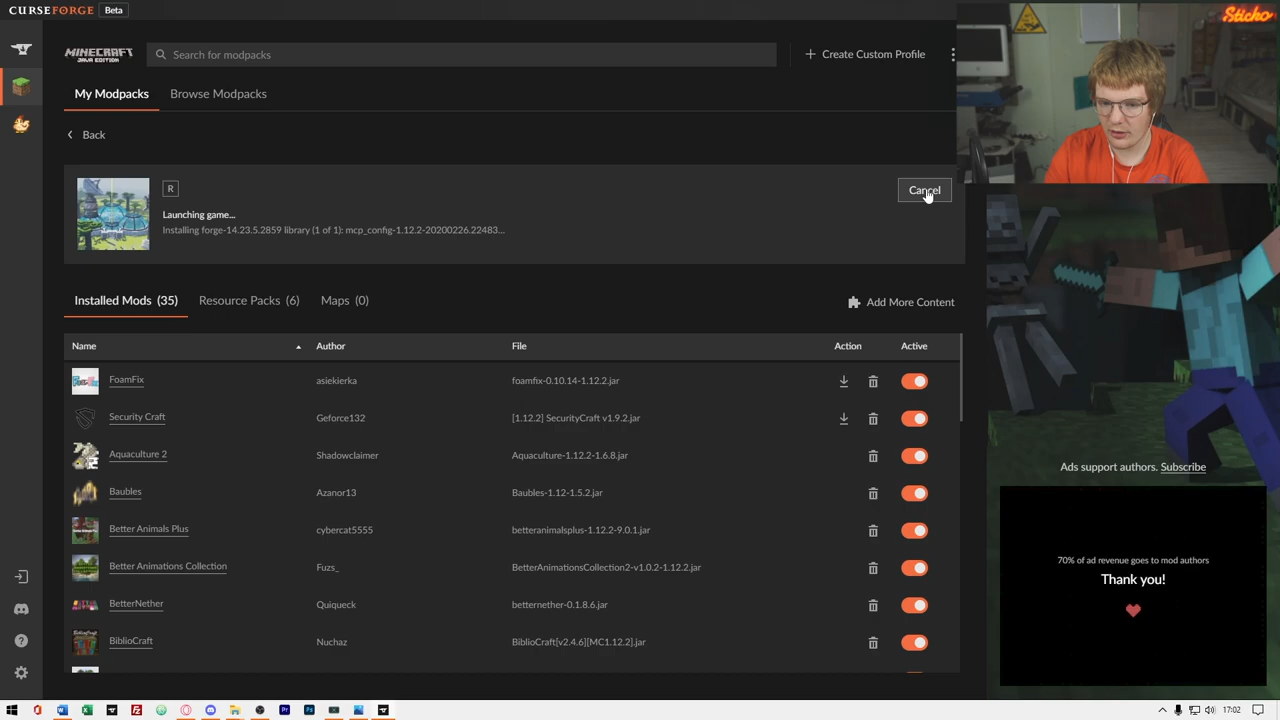 CURSEFORGE Beta
Sticko
MINECRAFT
JAVA EDITION
Search for modpacks
Create Custom Profile
My Modpacks Browse Modpacks
Back
R
Cancel
Launching game...
Installing forge-14.23.5.2859 library (1 of 1): mcp_config-1.12.2-20200226.22483...
Installed Mods (35) Resource Packs (6) Maps (0) Add More Content
Name Author File Action Active
FoamFix asiekierka foamfix-0.10.14-1.12.2.jar
Security Craft Geforce132 [1.12.2] SecurityCraft v1.9.2.jar
Aquaculture 2 Shadowclaimer Aquaculture-1.12.2-1.6.8.jar
Baubles Azanor13 Baubles-1.12-1.5.2.jar
Better Animals Plus cybercat5555 betteranimalsplus-1.12.2-9.0.1.jar
Better Animations Collection Fuzs_ BetterAnimationsCollection2-v1.0.2-1.12.2.jar
BetterNether Quiqueck betternether-0.1.8.6.jar
BiblioCraft Nuchaz BiblioCraft[v2.4.6][MC1.12.2].jar
Ads support authors. Subscribe
70% of ad revenue goes to mod authors
Thank you!
17:02